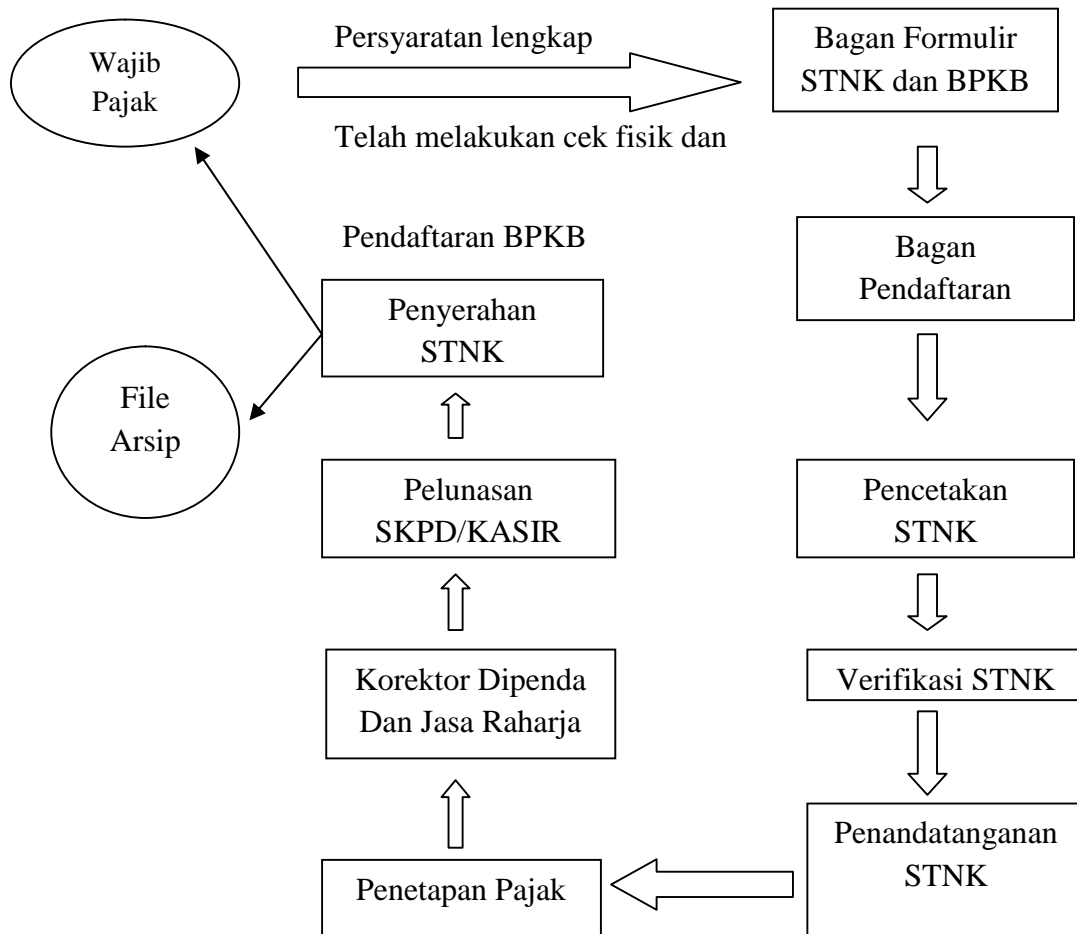 Wajib
Pajak
Persyaratan lengkap
Telah melakukan cek fisik dan
Pendaftaran BPKB
Bagan Formulir
STNK dan BPKB
Bagan
Pendaftaran
Pencetakan
STNK
Verifikasi STNK
Penandatanganan
STNK
Penetapan Pajak
Korektor Dipenda
Dan Jasa Raharja
Pelunasan
SKPD/KASIR
Penyerahan
STNK
File
Arsip